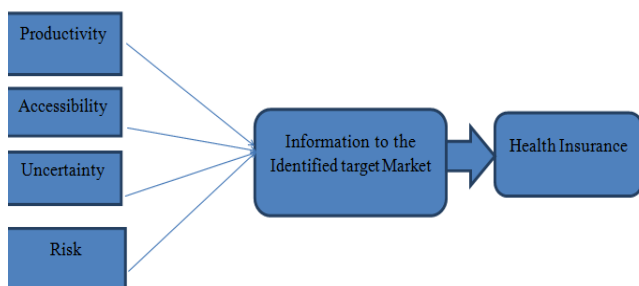 Productivity
Accessibility
Uncertainty
Risk
Information to the
Identified target Market
Health Insurance